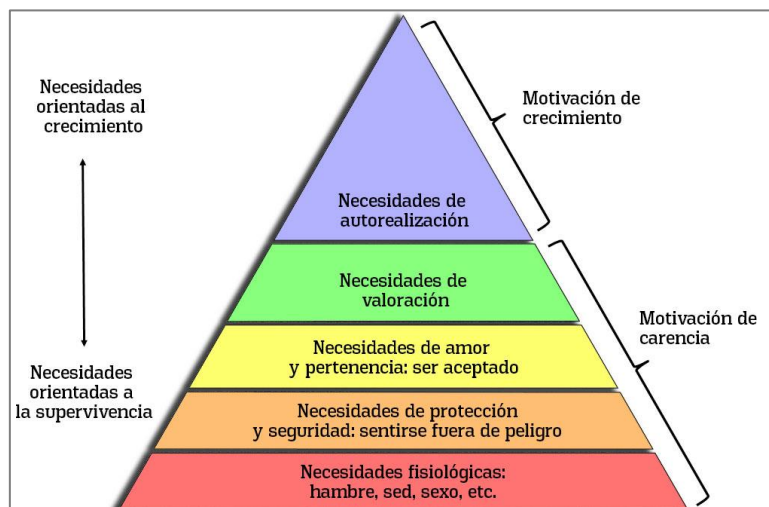 Necesidades
orientadas al
crecimiento
Motivación de
crecimiento
Necesidades de
autorealización
Necesidades de
valoración
Motivación de
carencia
Necesidades de amor
y pertenencia: ser aceptado
Necesidades
orientadas a
la supervivencia
Necesidades de protección
y seguridad: sentirse fuera de peligro
Necesidades fisiológicas:
hambre, sed, sexo, etc.